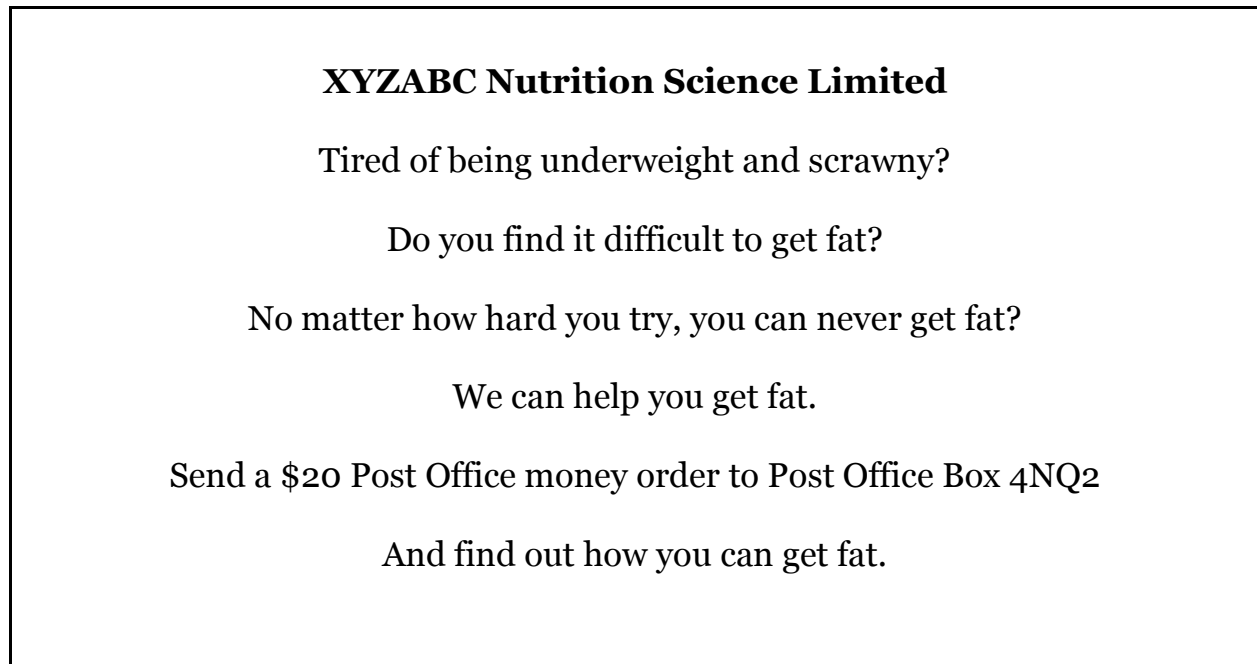 XYZABC Nutrition Science Limited
Tired of being underweight and scrawny?
Do you find it difficult to get fat?
No matter how hard you try, you can never get fat?
We can help you get fat.
Send a $20 Post Office money order to Post Office Box 4NQ2
And find out how you can get fat.